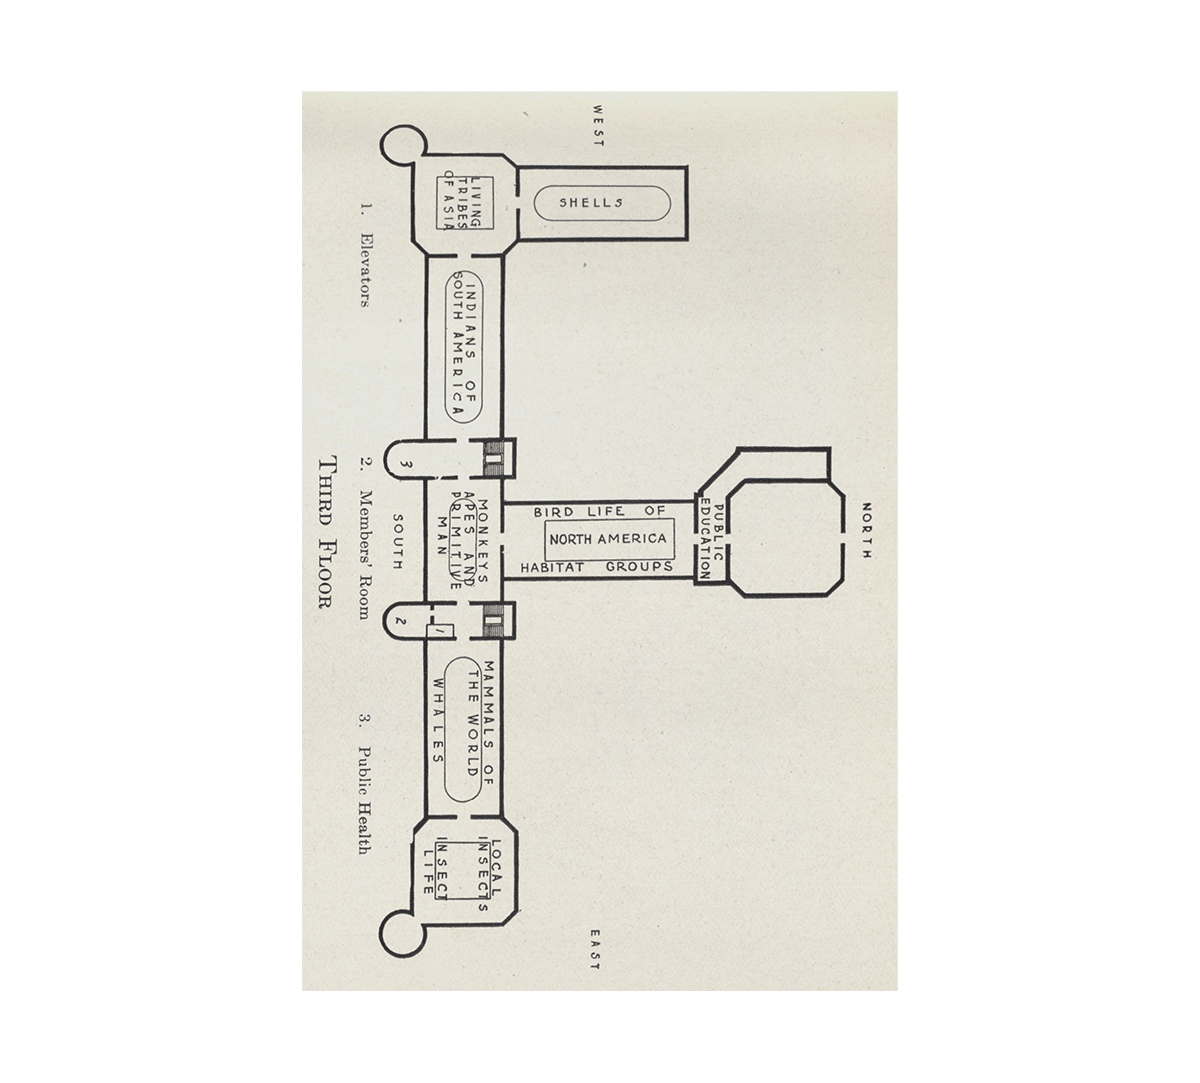 NORTH
WEST
EAST
SHELLS
LIVING
TRIBES
OF ASIA
INDIANS OF
SOUTH AMERICA
3
MONKEYS
APES AND
PRIMITIVE
MAN
BIRD LIFE OF
NORTH AMERICA
HABITAT GROUPS
PUBLIC
EDUCATION
1
2
MAMMALS OF
THE WORLD
WHALES
LOCAL
INSECTS
INSECT
LIFE
SOUTH
1. Elevators 2. Members' Room 3. Public Health
THIRD FLOOR